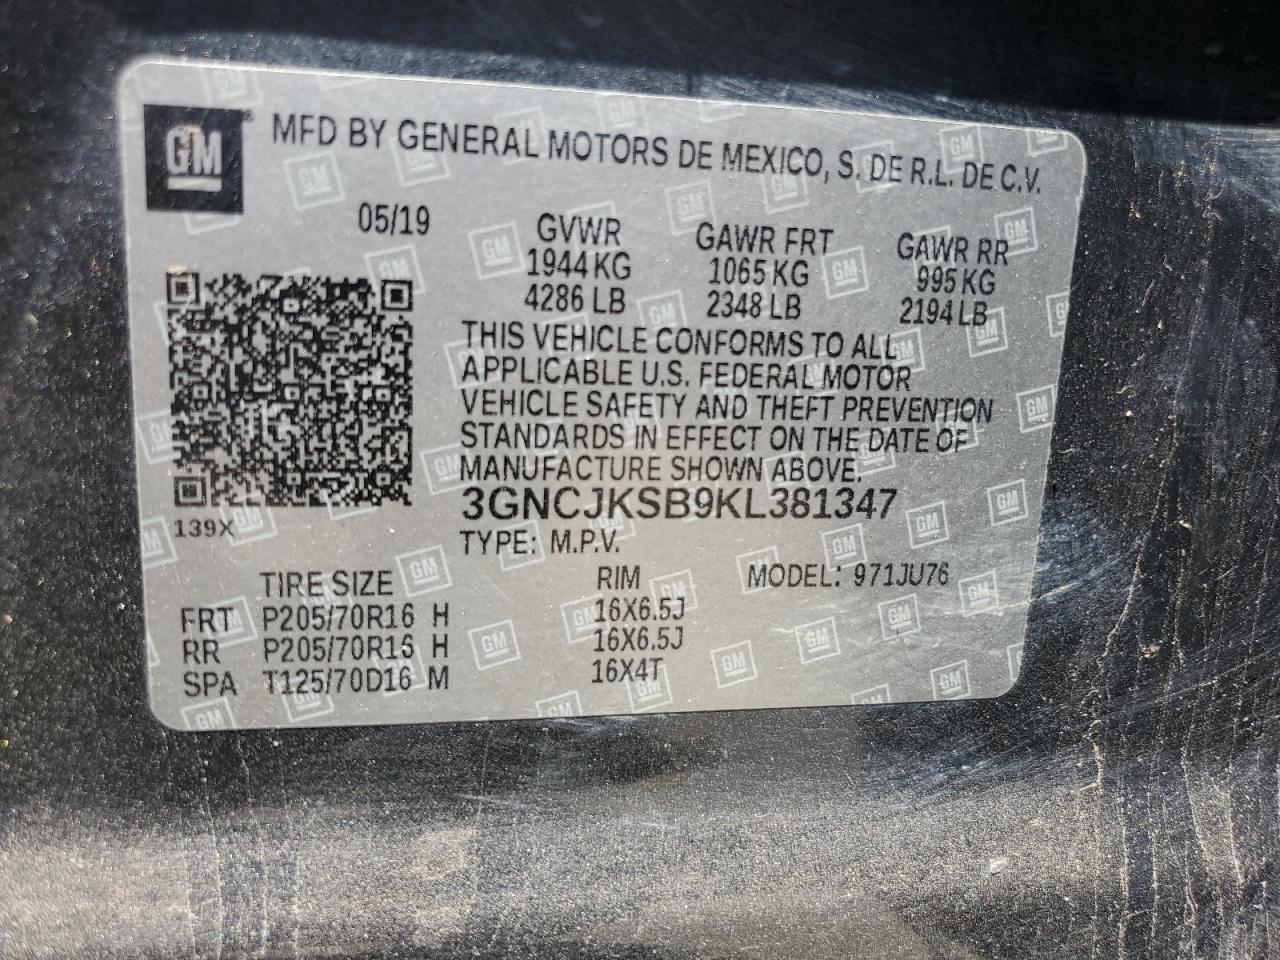 GM ® MFD BY GENERAL MOTORS DE MEXICO, S. DE R.L. DE C.V.
05/19 GVWR GAWR FRT GAWR RR
1944 KG 1065 KG 995 KG
4286 LB 2348 LB 2194 LB
THIS VEHICLE CONFORMS TO ALL
APPLICABLE U.S. FEDERAL MOTOR
VEHICLE SAFETY AND THEFT PREVENTION
STANDARDS IN EFFECT ON THE DATE OF
MANUFACTURE SHOWN ABOVE.
3GNCJKSB9KL381347
139X
TYPE: M.P.V.
TIRE SIZE RIM MODEL: 971JU76
FRT P205/70R16 H 16X6.5J
RR P205/70R16 H 16X6.5J
SPA T125/70D16 M 16X4T